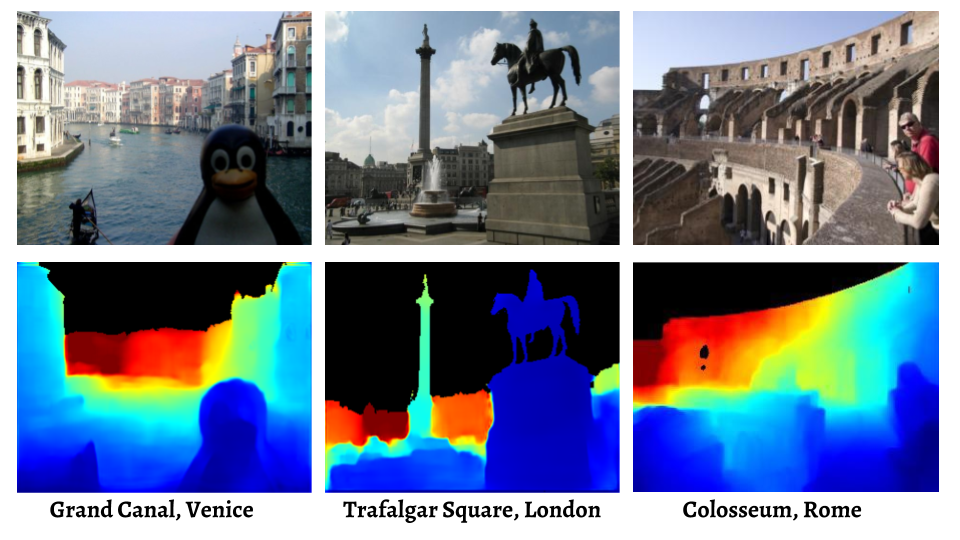 Grand Canal, Venice
Trafalgar Square, London
Colosseum, Rome